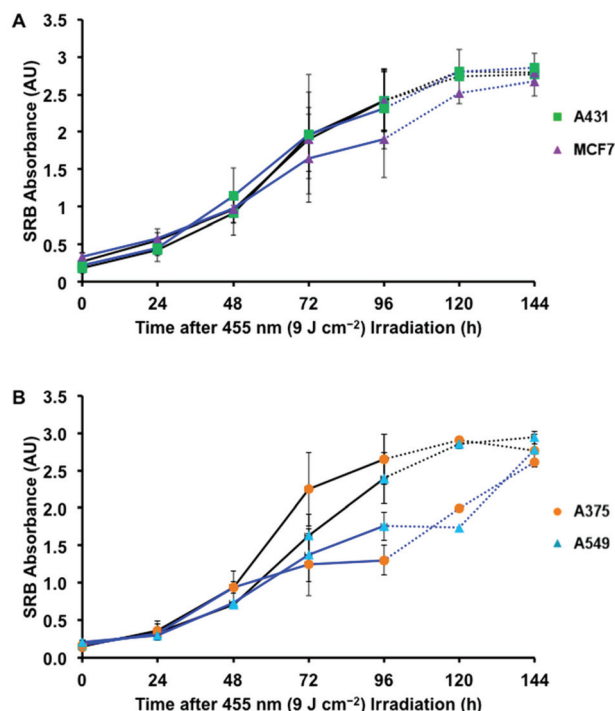 A
3.5
3
2.5
2
1.5
1
0.5
0
SRB Absorbance (AU)
0 24 48 72 96 120 144
Time after 455 nm (9 J cm⁻²) Irradiation (h)
A431
MCF7
B
3.5
3.0
2.5
2.0
1.5
1.0
0.5
0.0
SRB Absorbance (AU)
0 24 48 72 96 120 144
Time after 455 nm (9 J cm⁻²) Irradiation (h)
A375
A549